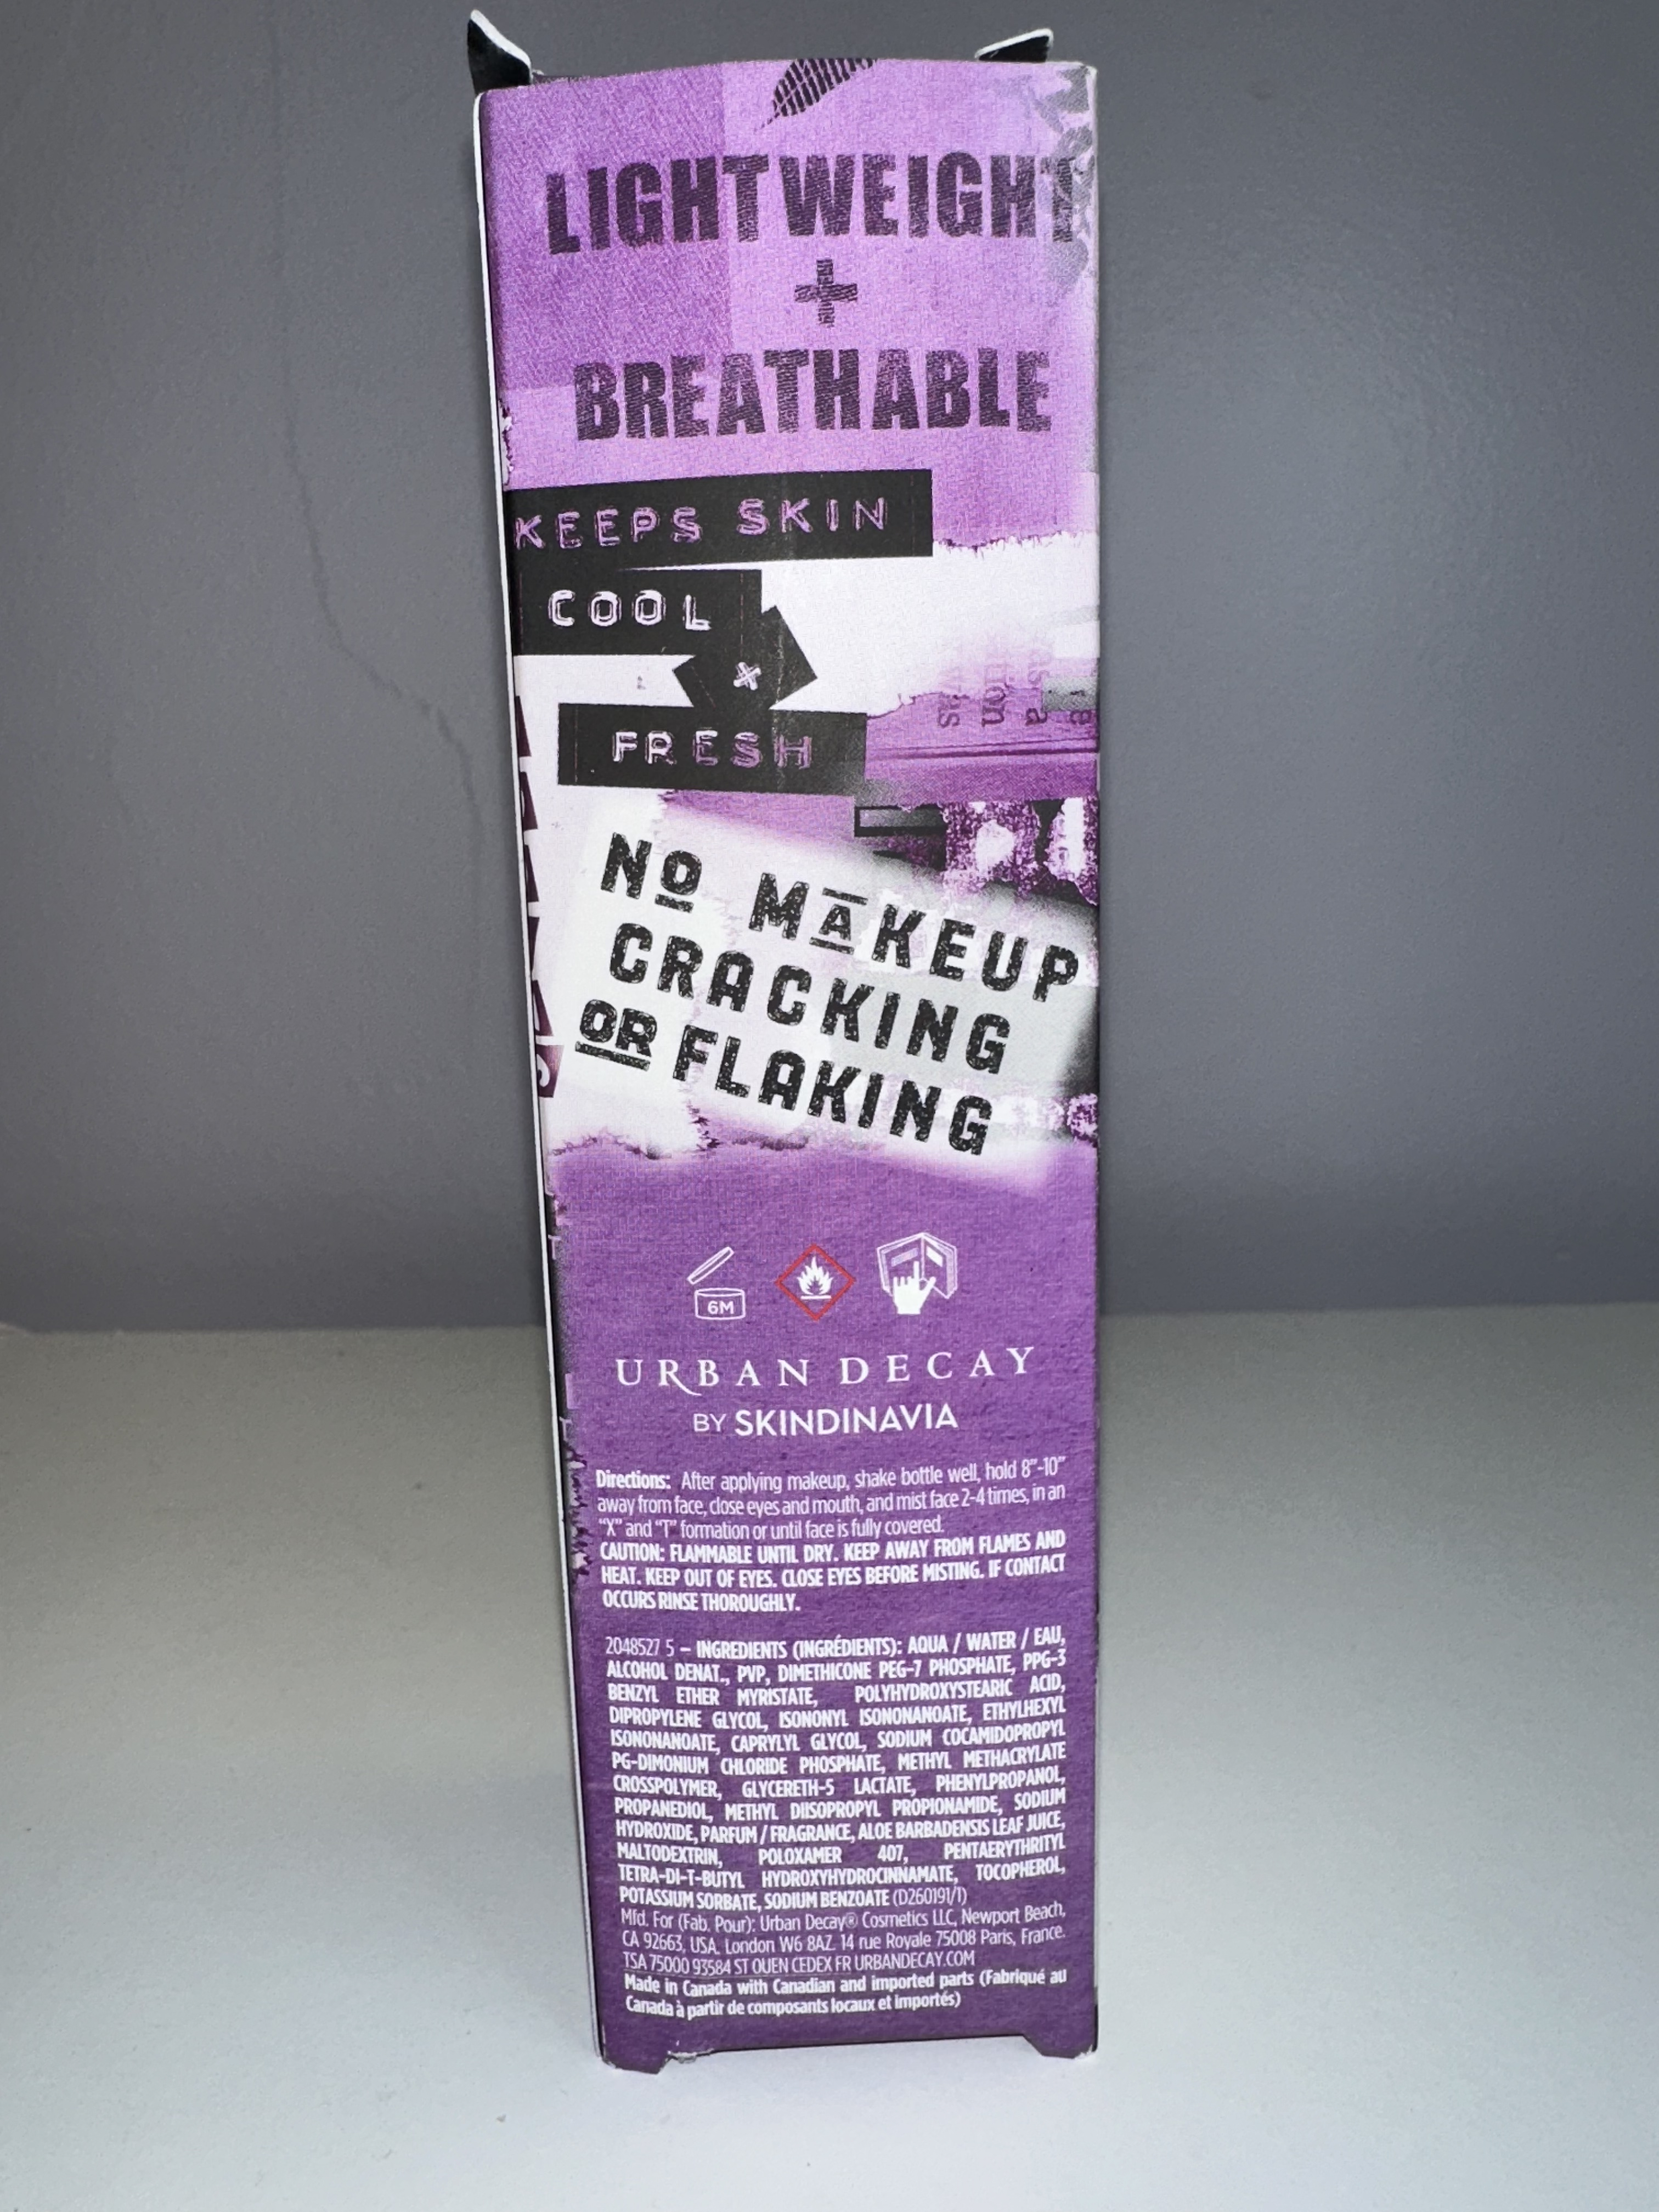 LIGHTWEIGHT
+
BREATHABLE
KEEPS SKIN
COOL
+
FRESH
NO MAKEUP
CRACKING
OR FLAKING
6M
URBAN DECAY
BY SKINDINAVIA
Directions: After applying makeup, shake bottle well, hold 8"-10"
away from face, close eyes and mouth, and mist face 2-4 times, in an
"X" and "T" formation or until face is fully covered.
CAUTION: FLAMMABLE UNTIL DRY. KEEP AWAY FROM FLAMES AND
HEAT. KEEP OUT OF EYES. CLOSE EYES BEFORE MISTING. IF CONTACT
OCCURS RINSE THOROUGHLY.
2048527 5 – INGREDIENTS (INGRÉDIENTS): AQUA / WATER / EAU,
ALCOHOL DENAT., PVP, DIMETHICONE PEG-7 PHOSPHATE, PPG-3
BENZYL ETHER MYRISTATE, POLYHYDROXYSTEARIC ACID,
DIPROPYLENE GLYCOL, ISONONYL ISONONANOATE, ETHYLHEXYL
ISONONANOATE, CAPRYLYL GLYCOL, SODIUM COCAMIDOPROPYL
PG-DIMONIUM CHLORIDE PHOSPHATE, METHYL METHACRYLATE
CROSSPOLYMER, GLYCERETH-5 LACTATE, PHENYLPROPANOL,
PROPANEDIOL, METHYL DIISOPROPYL PROPIONAMIDE, SODIUM
HYDROXIDE, PARFUM / FRAGRANCE, ALOE BARBADENSIS LEAF JUICE,
MALTODEXTRIN, POLOXAMER 407, PENTAERYTHRITYL
TETRA-DI-T-BUTYL HYDROXYHYDROCINNAMATE, TOCOPHEROL,
POTASSIUM SORBATE, SODIUM BENZOATE (D260191/1)
Mfd. For (Fab. Pour): Urban Decay® Cosmetics LLC, Newport Beach,
CA 92663, USA. London W6 8AZ. 14 rue Royale 75008 Paris, France.
TSA 75000 93584 ST OUEN CEDEX FR URBANDECAY.COM
Made in Canada with Canadian and imported parts (Fabriqué au
Canada à partir de composants locaux et importés)